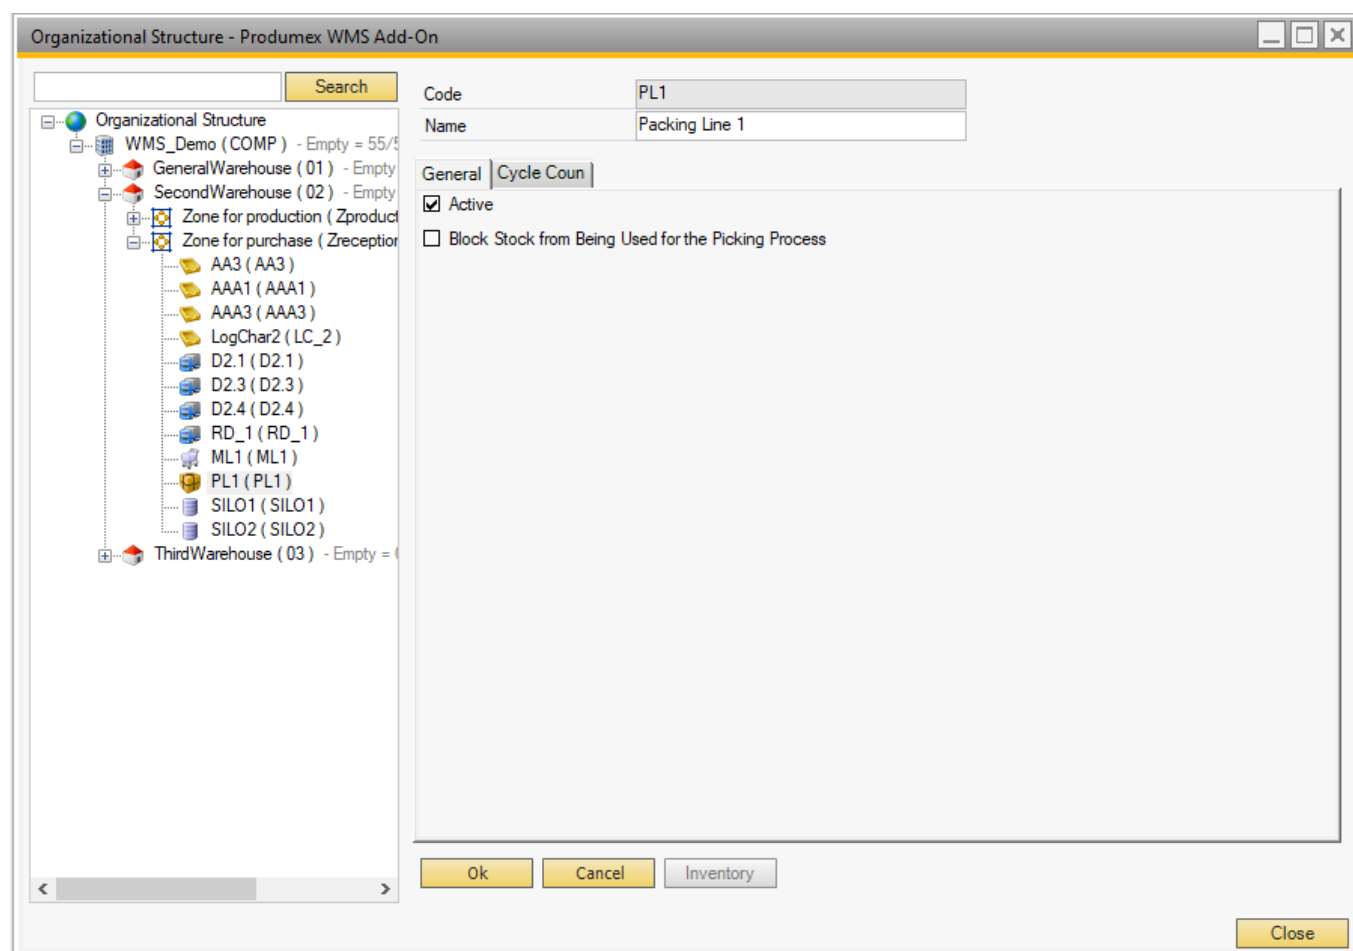 Organizational Structure - Produmex WMS Add-On
Search
Organizational Structure
WMS_Demo ( COMP ) - Empty = 55/5
GeneralWarehouse ( 01 ) - Empty
SecondWarehouse ( 02 ) - Empty
Zone for production ( Zproduct
Zone for purchase ( Zreception
AA3 ( AA3 )
AAA1 ( AAA1 )
AAA3 ( AAA3 )
LogChar2 ( LC_2 )
D2.1 ( D2.1 )
D2.3 ( D2.3 )
D2.4 ( D2.4 )
RD_1 ( RD_1 )
ML1 ( ML1 )
PL1 ( PL1 )
SILO1 ( SILO1 )
SILO2 ( SILO2 )
ThirdWarehouse ( 03 ) - Empty =
Code PL1
Name Packing Line 1
General Cycle Coun
Active
Block Stock from Being Used for the Picking Process
Ok Cancel Inventory
Close